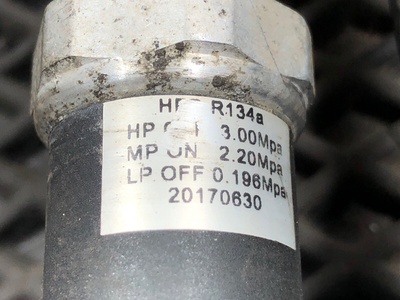 R134a
HP 3.00Mpa
MP ON 2.20Mpa
LP OFF 0.196Mpa
20170630